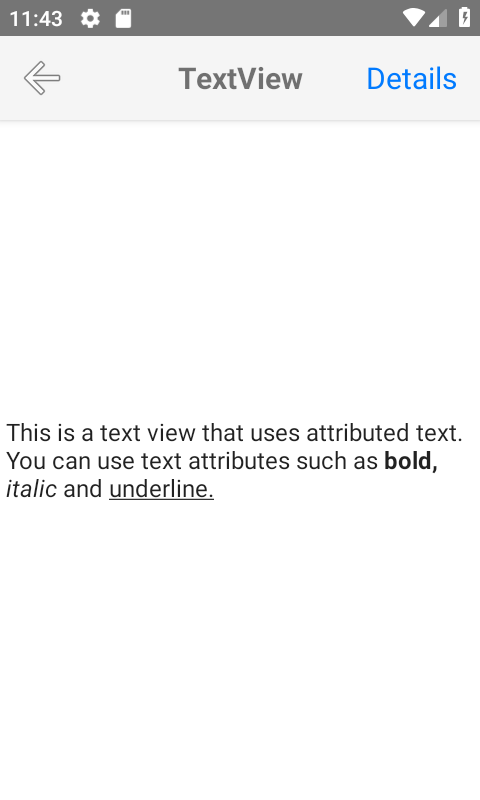 11:43
TextView
Details
This is a text view that uses attributed text.
You can use text attributes such as bold,
italic and underline.